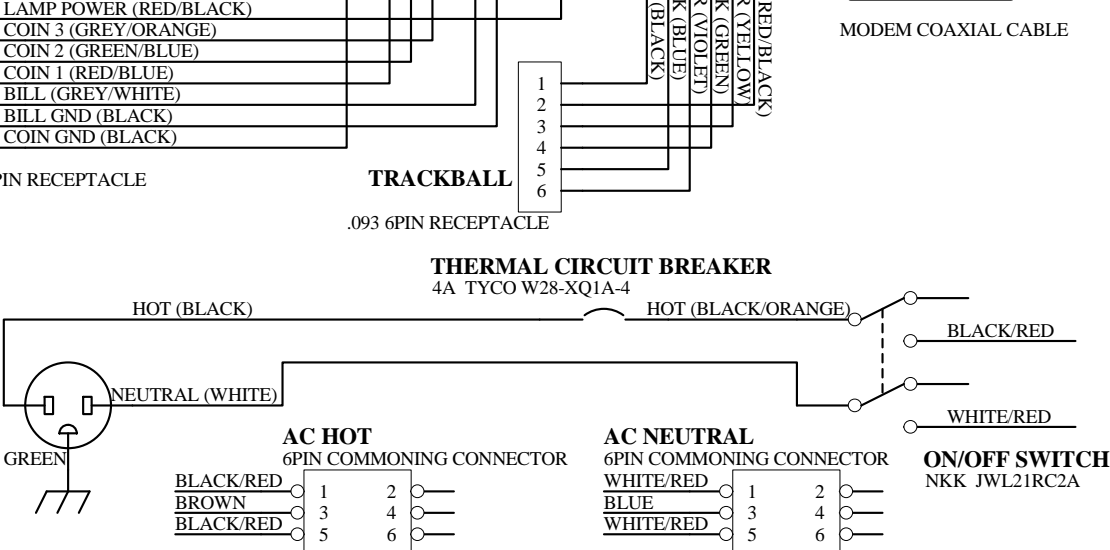 LAMP POWER (RED/BLACK)
COIN 3 (GREY/ORANGE)
COIN 2 (GREEN/BLUE)
COIN 1 (RED/BLUE)
BILL (GREY/WHITE)
BILL GND (BLACK)
COIN GND (BLACK)
PIN RECEPTACLE
(BLACK)
K (BLUE)
R (VIOLET)
K (GREEN)
R (YELLOW)
RED/BLACK)
MODEM COAXIAL CABLE
1
2
3
4
5
6
TRACKBALL
.093 6PIN RECEPTACLE
THERMAL CIRCUIT BREAKER
4A TYCO W28-XQ1A-4
HOT (BLACK)
HOT (BLACK/ORANGE)
BLACK/RED
NEUTRAL (WHITE)
WHITE/RED
GREEN
ON/OFF SWITCH
NKK JWL21RC2A
AC HOT
6PIN COMMONING CONNECTOR
BLACK/RED 1 2
BROWN 3 4
BLACK/RED 5 6
AC NEUTRAL
6PIN COMMONING CONNECTOR
WHITE/RED 1 2
BLUE 3 4
WHITE/RED 5 6